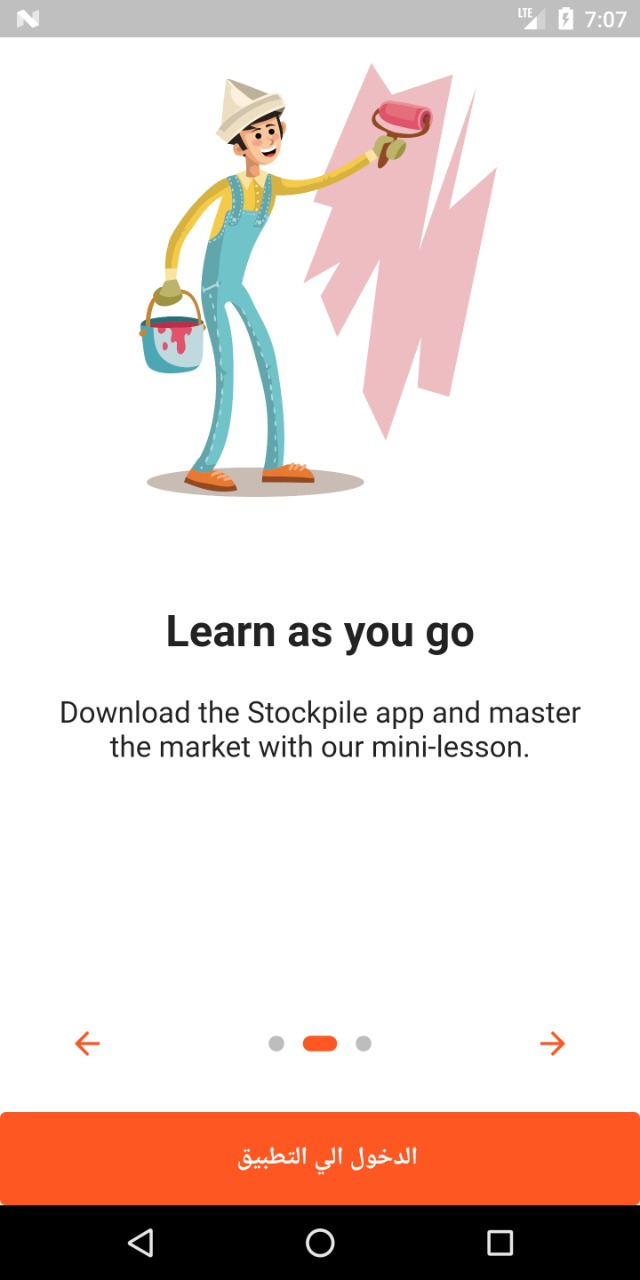 LTE 7:07
Learn as you go
Download the Stockpile app and master
the market with our mini-lesson.
الدخول الي التطبيق